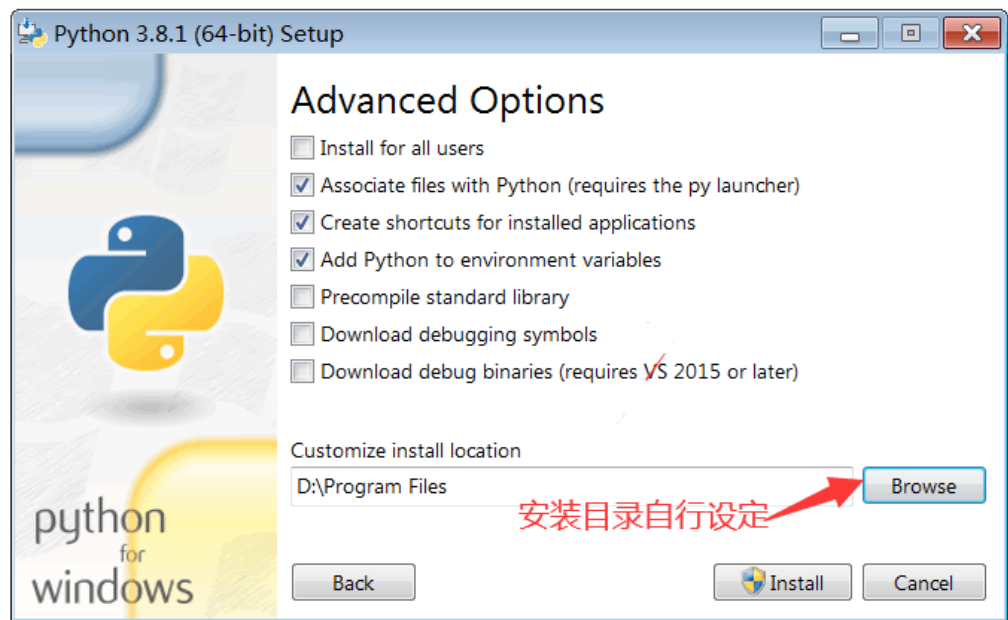 Python 3.8.1 (64-bit) Setup
Advanced Options
Install for all users
Associate files with Python (requires the py launcher)
Create shortcuts for installed applications
Add Python to environment variables
Precompile standard library
Download debugging symbols
Download debug binaries (requires VS 2015 or later)
Customize install location
D:\Program Files
Browse
安装目录自行设定
python
for
windows
Back
Install
Cancel